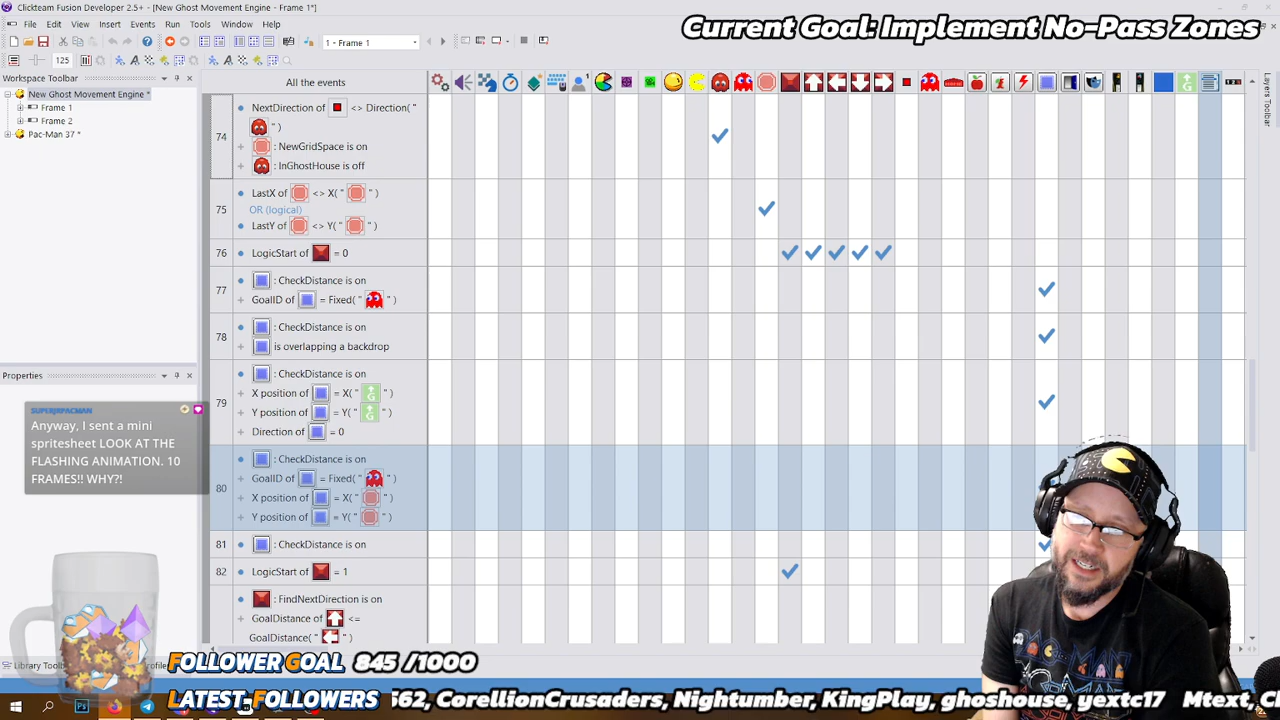 Clickteam Fusion Developer 2.5+ - [New Ghost Movement Engine - Frame 1*]
Current Goal: Implement No-Pass Zones
File Edit View Insert Events Run Tools Window Help
1 - Frame 1
125
Workspace Toolbar
New Ghost Movement Engine *
Frame 1
Frame 2
Pac-Man 37 *
Properties
All the events
Layers Toolbar
74
NextDirection of <> Direction( "
" )
+ : NewGridSpace is on
+ : InGhostHouse is off
75
LastX of <> X( " " )
OR (logical)
LastY of <> Y( " " )
76
LogicStart of = 0
77
: CheckDistance is on
+ GoalID of = Fixed( " " )
78
: CheckDistance is on
+ is overlapping a backdrop
79
: CheckDistance is on
+ X position of = X( " " )
+ Y position of = Y( " " )
+ Direction of = 0
80
: CheckDistance is on
+ GoalID of = Fixed( " " )
+ X position of = X( " " )
+ Y position of = Y( " " )
81
: CheckDistance is on
82
LogicStart of = 1
: FindNextDirection is on
GoalDistance of <=
GoalDistance( " " )
SUPERJRPACMAN
Anyway, I sent a mini
spritesheet LOOK AT THE
FLASHING ANIMATION. 10
FRAMES!! WHY?!
Follower Goal 845 /1000
Latest Followers 62, CorellionCrusaders, Nightumber, KingPlay, ghoshouse, yextc17 Mtext,